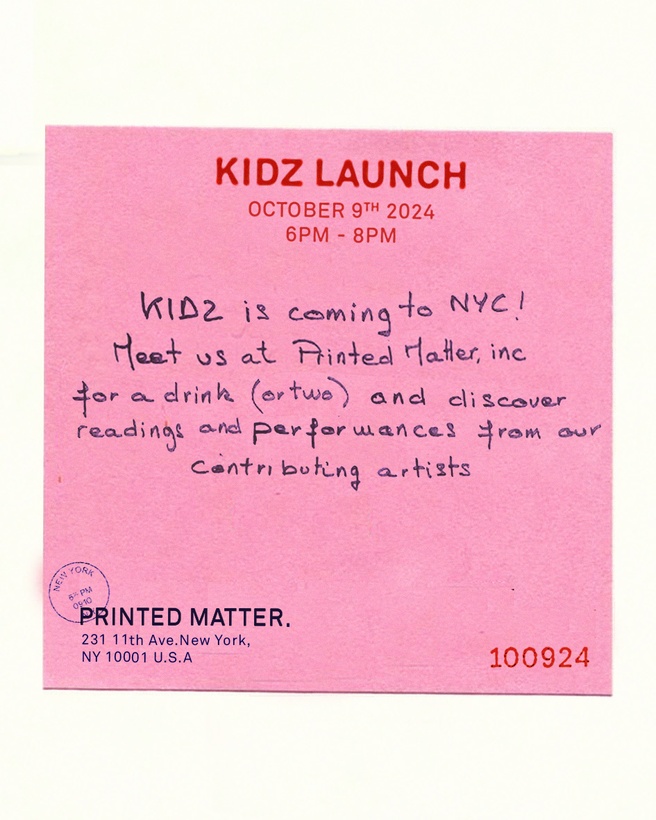 KIDZ LAUNCH
OCTOBER 9TH 2024
6PM - 8PM
KIDZ is coming to NYC!
Meet us at Printed Matter, inc
for a drink (or two) and discover
readings and performances from our
contributing artists
NEW YORK
PM
0910
PRINTED MATTER.
231 11th Ave.New York,
NY 10001 U.S.A
100924